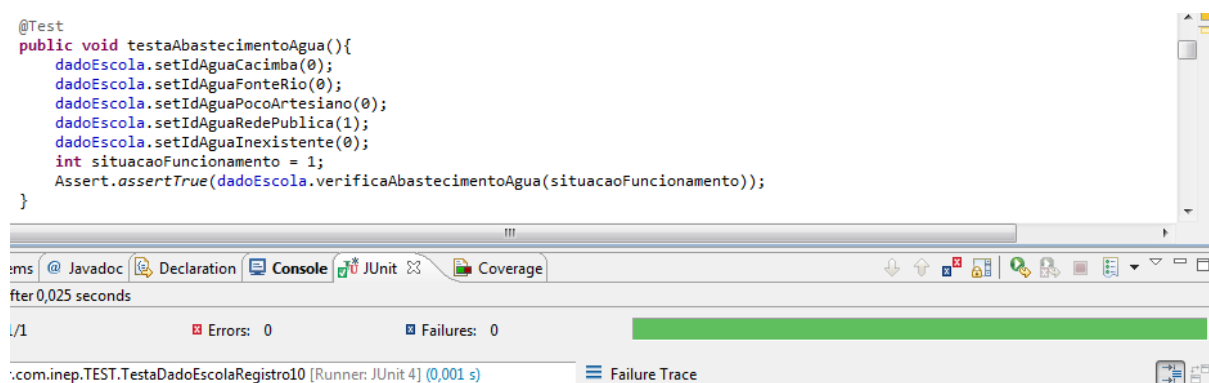 @Test
public void testaAbastecimentoAgua(){
dadoEscola.setIdAguaCacimba(0);
dadoEscola.setIdAguaFonteRio(0);
dadoEscola.setIdAguaPocoArtesiano(0);
dadoEscola.setIdAguaRedePublica(1);
dadoEscola.setIdAguaInexistente(0);
int situacaoFuncionamento = 1;
Assert.assertTrue(dadoEscola.verificaAbastecimentoAgua(situacaoFuncionamento));
}
ems @ Javadoc Declaration Console JUnit Coverage
fter 0,025 seconds
1/1 Errors: 0 Failures: 0
r.com.inep.TEST.TestaDadoEscolaRegistro10 [Runner: JUnit 4] (0,001 s) Failure Trace